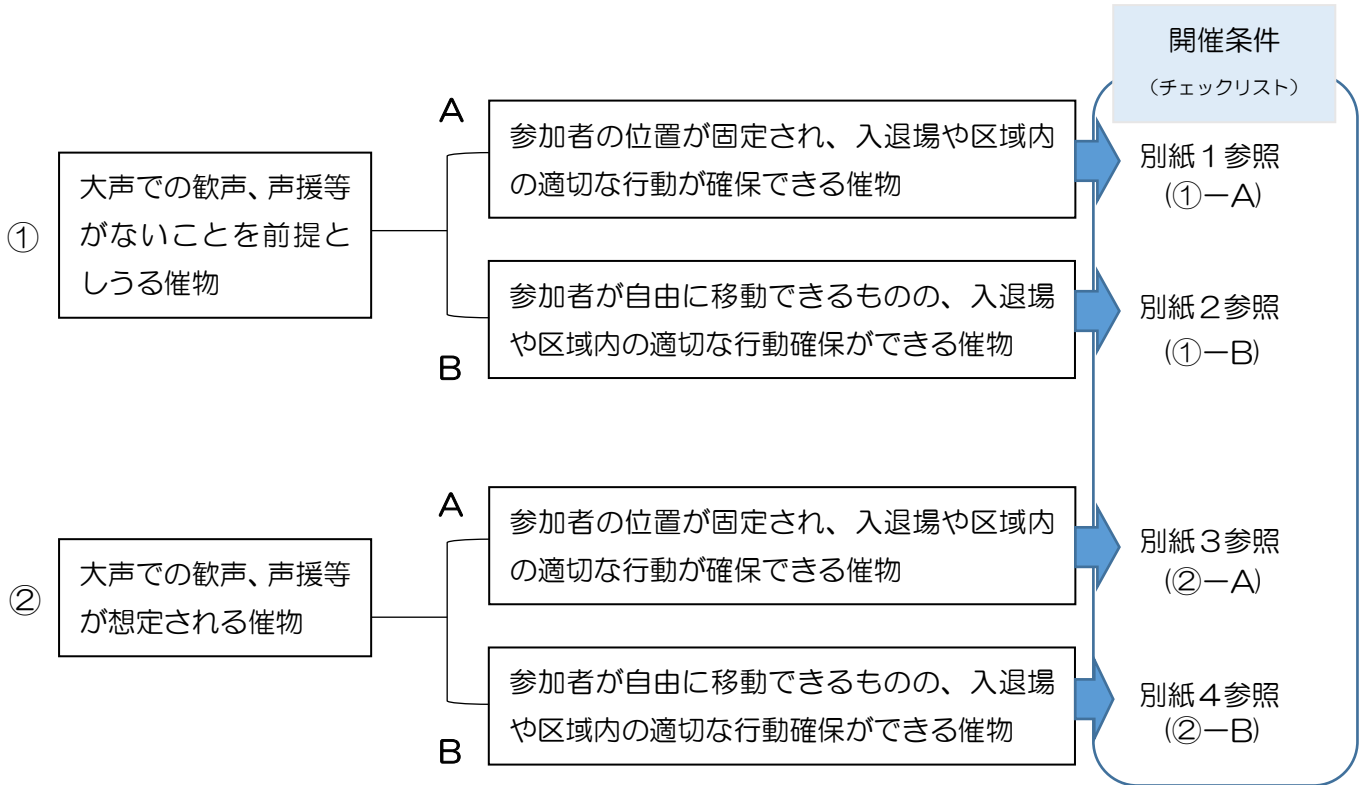 開催条件
（チェックリスト）
①
大声での歓声、声援等
がないことを前提と
しうる催物
A
参加者の位置が固定され、入退場や区域内
の適切な行動が確保できる催物
別紙１参照
(①－A)
B
参加者が自由に移動できるものの、入退場
や区域内の適切な行動確保ができる催物
別紙２参照
(①－B)
②
大声での歓声、声援等
が想定される催物
A
参加者の位置が固定され、入退場や区域内
の適切な行動が確保できる催物
別紙３参照
(②－A)
B
参加者が自由に移動できるものの、入退場
や区域内の適切な行動確保ができる催物
別紙４参照
(②－B)